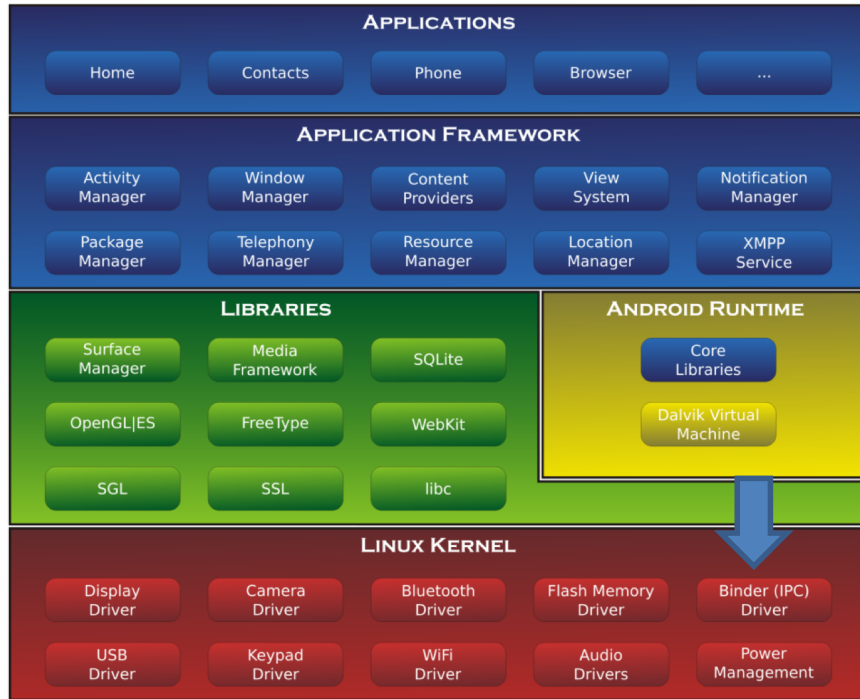 APPLICATIONS
Home
Contacts
Phone
Browser
...
APPLICATION FRAMEWORK
Activity
Manager
Window
Manager
Content
Providers
View
System
Notification
Manager
Package
Manager
Telephony
Manager
Resource
Manager
Location
Manager
XMPP
Service
LIBRARIES
Surface
Manager
Media
Framework
SQLite
OpenGL|ES
FreeType
WebKit
SGL
SSL
libc
ANDROID RUNTIME
Core
Libraries
Dalvik Virtual
Machine
LINUX KERNEL
Display
Driver
Camera
Driver
Bluetooth
Driver
Flash Memory
Driver
Binder (IPC)
Driver
USB
Driver
Keypad
Driver
WiFi
Driver
Audio
Drivers
Power
Management